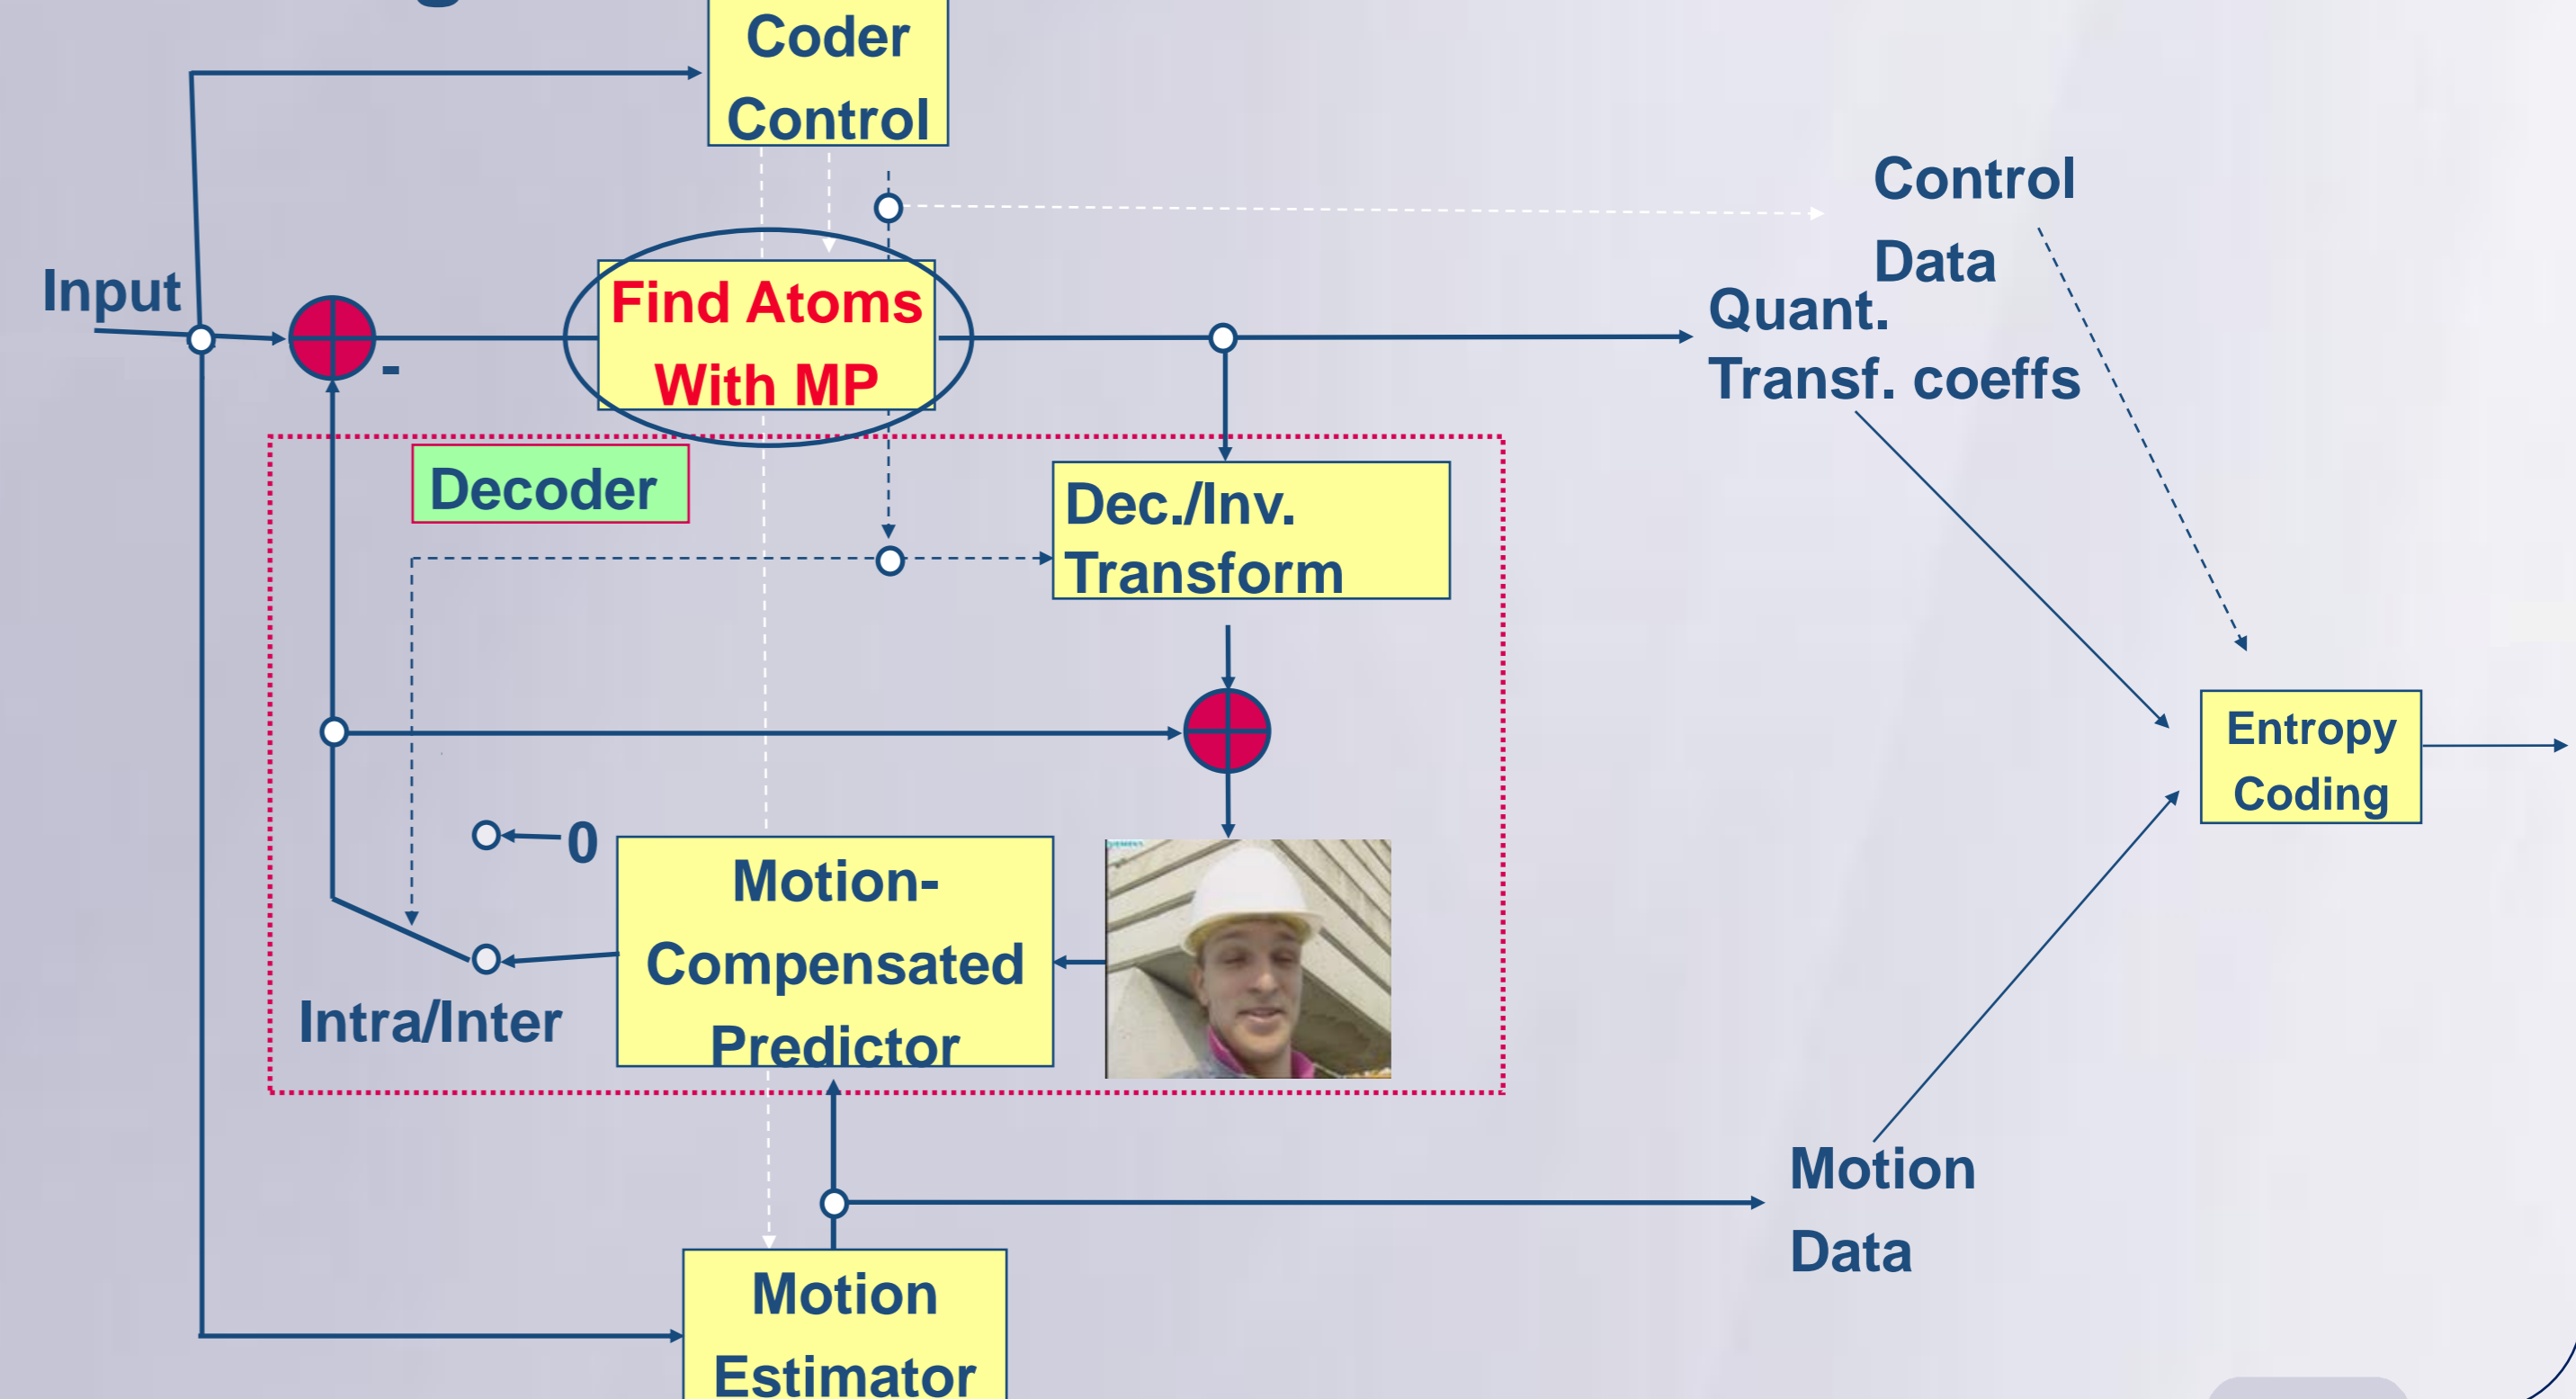 Coder
Control
Control
Data
Input
Find Atoms
With MP
-
Quant.
Transf. coeffs
Decoder
Dec./Inv.
Transform
Entropy
Coding
0
Motion-
Compensated
Predictor
SIEMENS
Intra/Inter
Motion
Data
Motion
Estimator